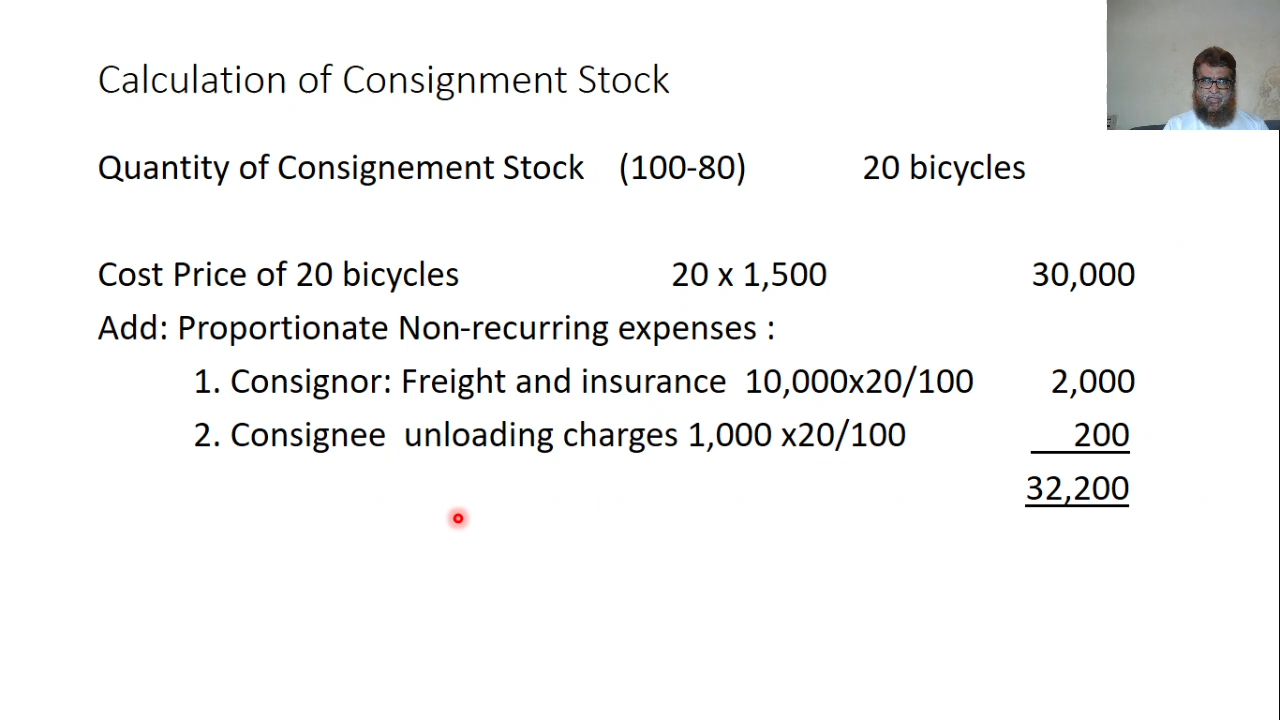 Calculation of Consignment Stock
Quantity of Consignement Stock (100-80) 20 bicycles
Cost Price of 20 bicycles 20 x 1,500 30,000
Add: Proportionate Non-recurring expenses :
1. Consignor: Freight and insurance 10,000x20/100 2,000
2. Consignee unloading charges 1,000 x20/100 200
32,200